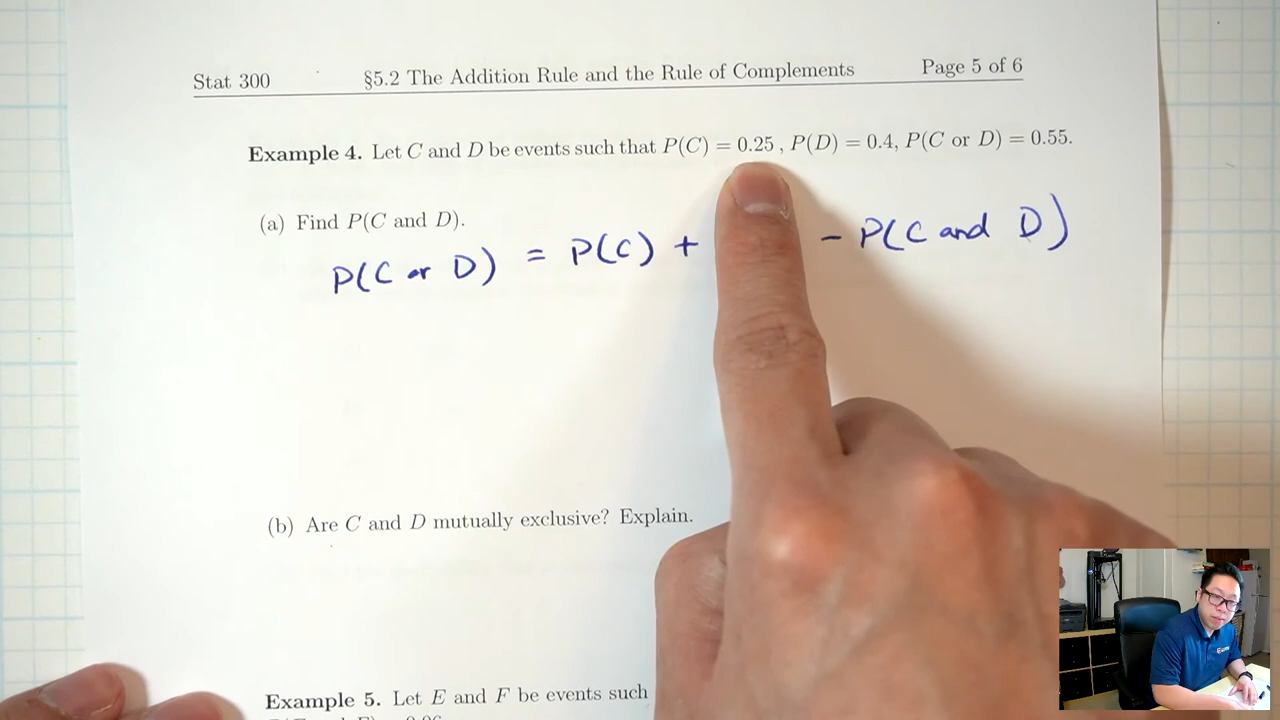 Stat 300 §5.2 The Addition Rule and the Rule of Complements Page 5 of 6
Example 4. Let C and D be events such that P(C) = 0.25 , P(D) = 0.4, P(C or D) = 0.55.
(a) Find P(C and D).
P(C or D) = P(C) + − P(C and D)
(b) Are C and D mutually exclusive? Explain.
Example 5. Let E and F be events such